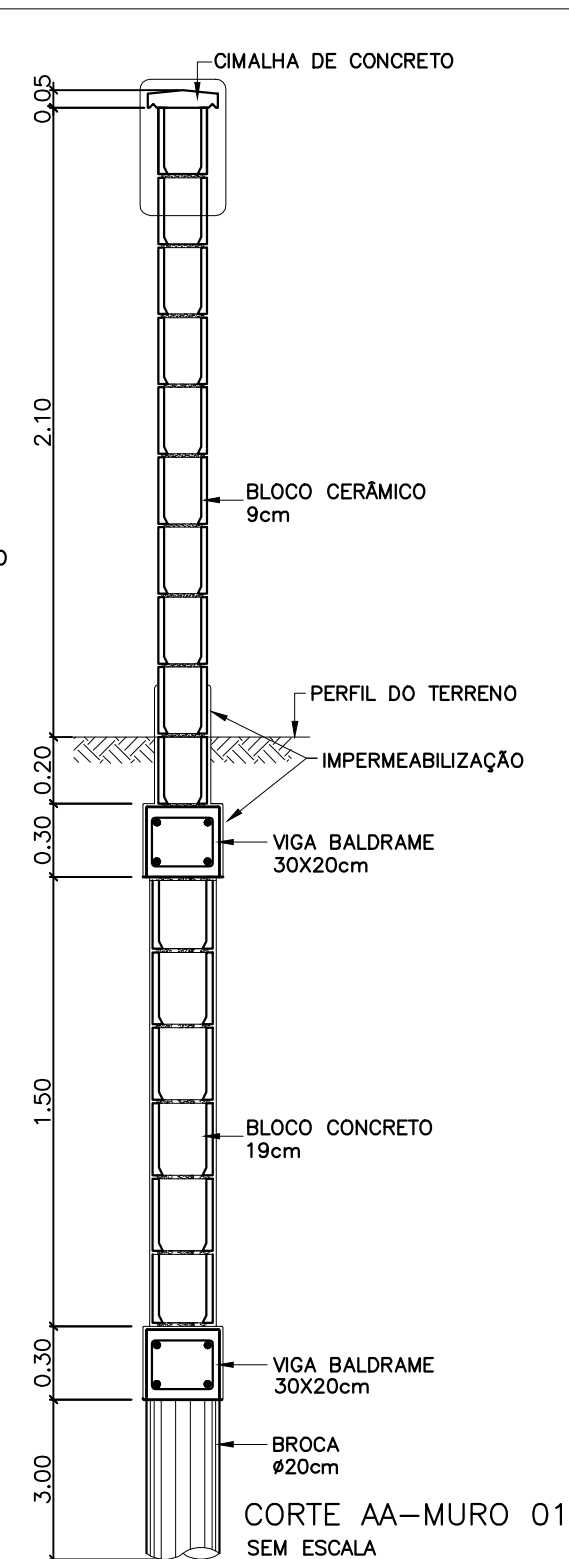 CIMALHA DE CONCRETO
0.05
2.10
BLOCO CERÂMICO
9cm
O
PERFIL DO TERRENO
IMPERMEABILIZAÇÃO
0.20
0.30
VIGA BALDRAME
30X20cm
1.50
BLOCO CONCRETO
19cm
0.30
VIGA BALDRAME
30X20cm
BROCA
ø20cm
3.00
CORTE AA-MURO 01
SEM ESCALA